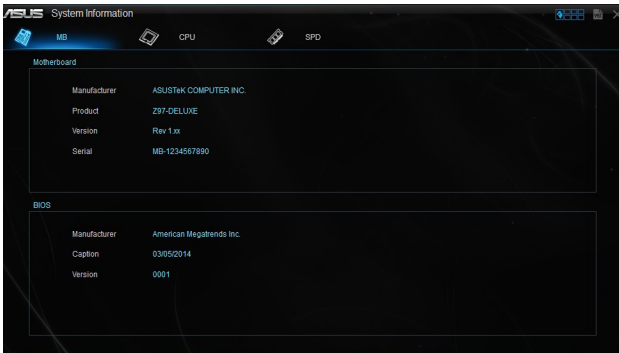 ASUS System Information
MB CPU SPD
Motherboard
Manufacturer ASUSTeK COMPUTER INC.
Product Z97-DELUXE
Version Rev 1.xx
Serial MB-1234567890
BIOS
Manufacturer American Megatrends Inc.
Caption 03/05/2014
Version 0001